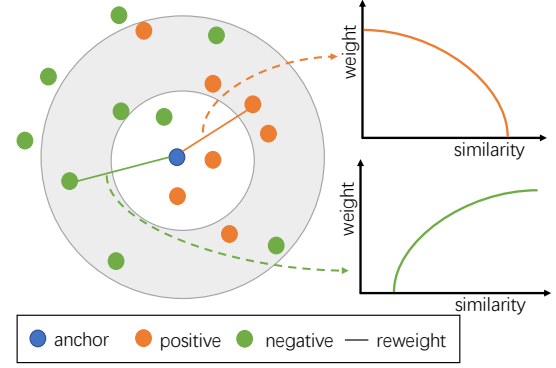 weight
similarity
weight
similarity
anchor positive negative reweight